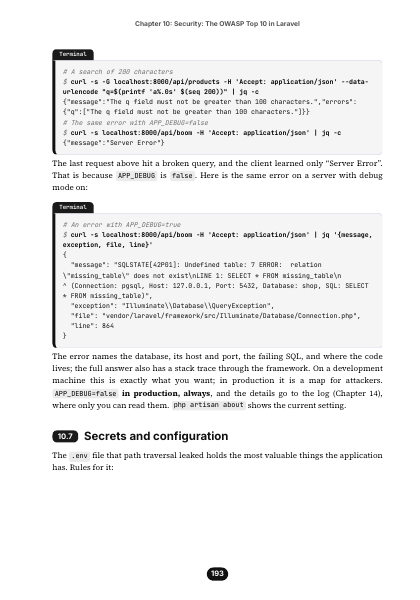 Chapter 10: Security: The OWASP Top 10 in Laravel
Terminal
# A search of 200 characters
$ curl -s -G localhost:8000/api/products -H 'Accept: application/json' --data-
urlencode "q=$(printf 'a%.0s' $(seq 200))" | jq -c
{"message":"The q field must not be greater than 100 characters.","errors":
{"q":["The q field must not be greater than 100 characters."]}}
# The same error with APP_DEBUG=false
$ curl -s localhost:8000/api/boom -H 'Accept: application/json' | jq -c
{"message":"Server Error"}
The last request above hit a broken query, and the client learned only “Server Error”.
That is because APP_DEBUG is false. Here is the same error on a server with debug
mode on:
Terminal
# An error with APP_DEBUG=true
$ curl -s localhost:8000/api/boom -H 'Accept: application/json' | jq '{message,
exception, file, line}'
{
"message": "SQLSTATE[42P01]: Undefined table: 7 ERROR:  relation
\"missing_table\" does not exist\nLINE 1: SELECT * FROM missing_table\n
^ (Connection: pgsql, Host: 127.0.0.1, Port: 5432, Database: shop, SQL: SELECT
* FROM missing_table)",
"exception": "Illuminate\\Database\\QueryException",
"file": "vendor/laravel/framework/src/Illuminate/Database/Connection.php",
"line": 864
}
The error names the database, its host and port, the failing SQL, and where the code
lives; the full answer also has a stack trace through the framework. On a development
machine this is exactly what you want; in production it is a map for attackers.
APP_DEBUG=false in production, always, and the details go to the log (Chapter 14),
where only you can read them. php artisan about shows the current setting.
10.7 Secrets and configuration
The .env file that path traversal leaked holds the most valuable things the application
has. Rules for it:
193